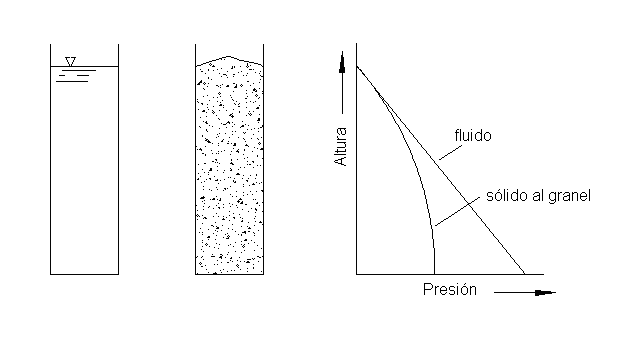 Altura
fluido
sólido al granel
Presión